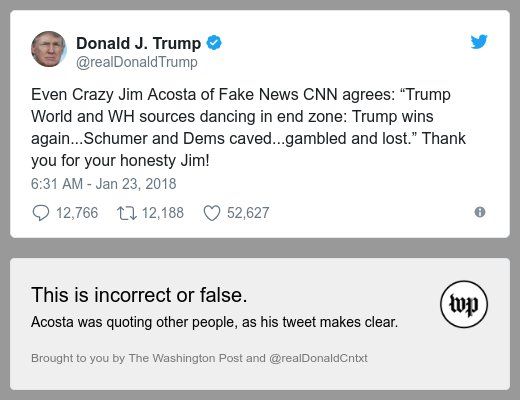 Donald J. Trump
@realDonaldTrump
Even Crazy Jim Acosta of Fake News CNN agrees: “Trump
World and WH sources dancing in end zone: Trump wins
again...Schumer and Dems caved...gambled and lost.” Thank
you for your honesty Jim!
6:31 AM - Jan 23, 2018
12,766 12,188 52,627
This is incorrect or false.
wp
Acosta was quoting other people, as his tweet makes clear.
Brought to you by The Washington Post and @realDonaldCntxt